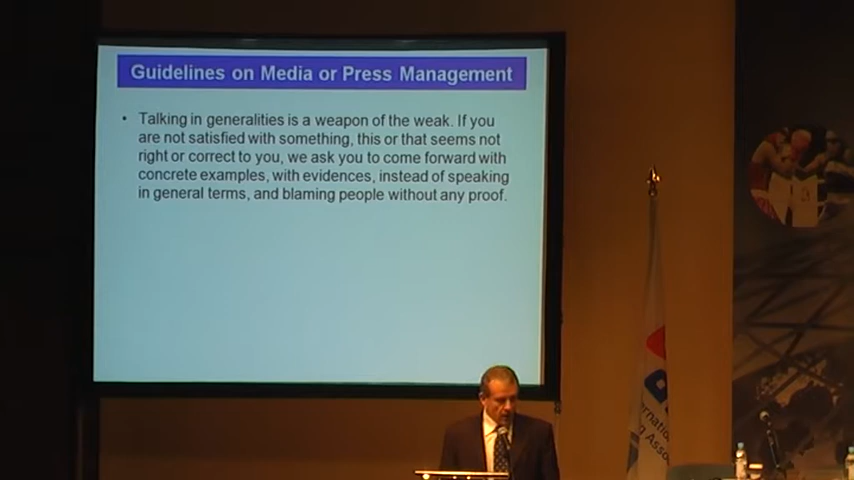 Guidelines on Media or Press Management
• Talking in generalities is a weapon of the weak. If you
are not satisfied with something, this or that seems not
right or correct to you, we ask you to come forward with
concrete examples, with evidences, instead of speaking
in general terms, and blaming people without any proof.